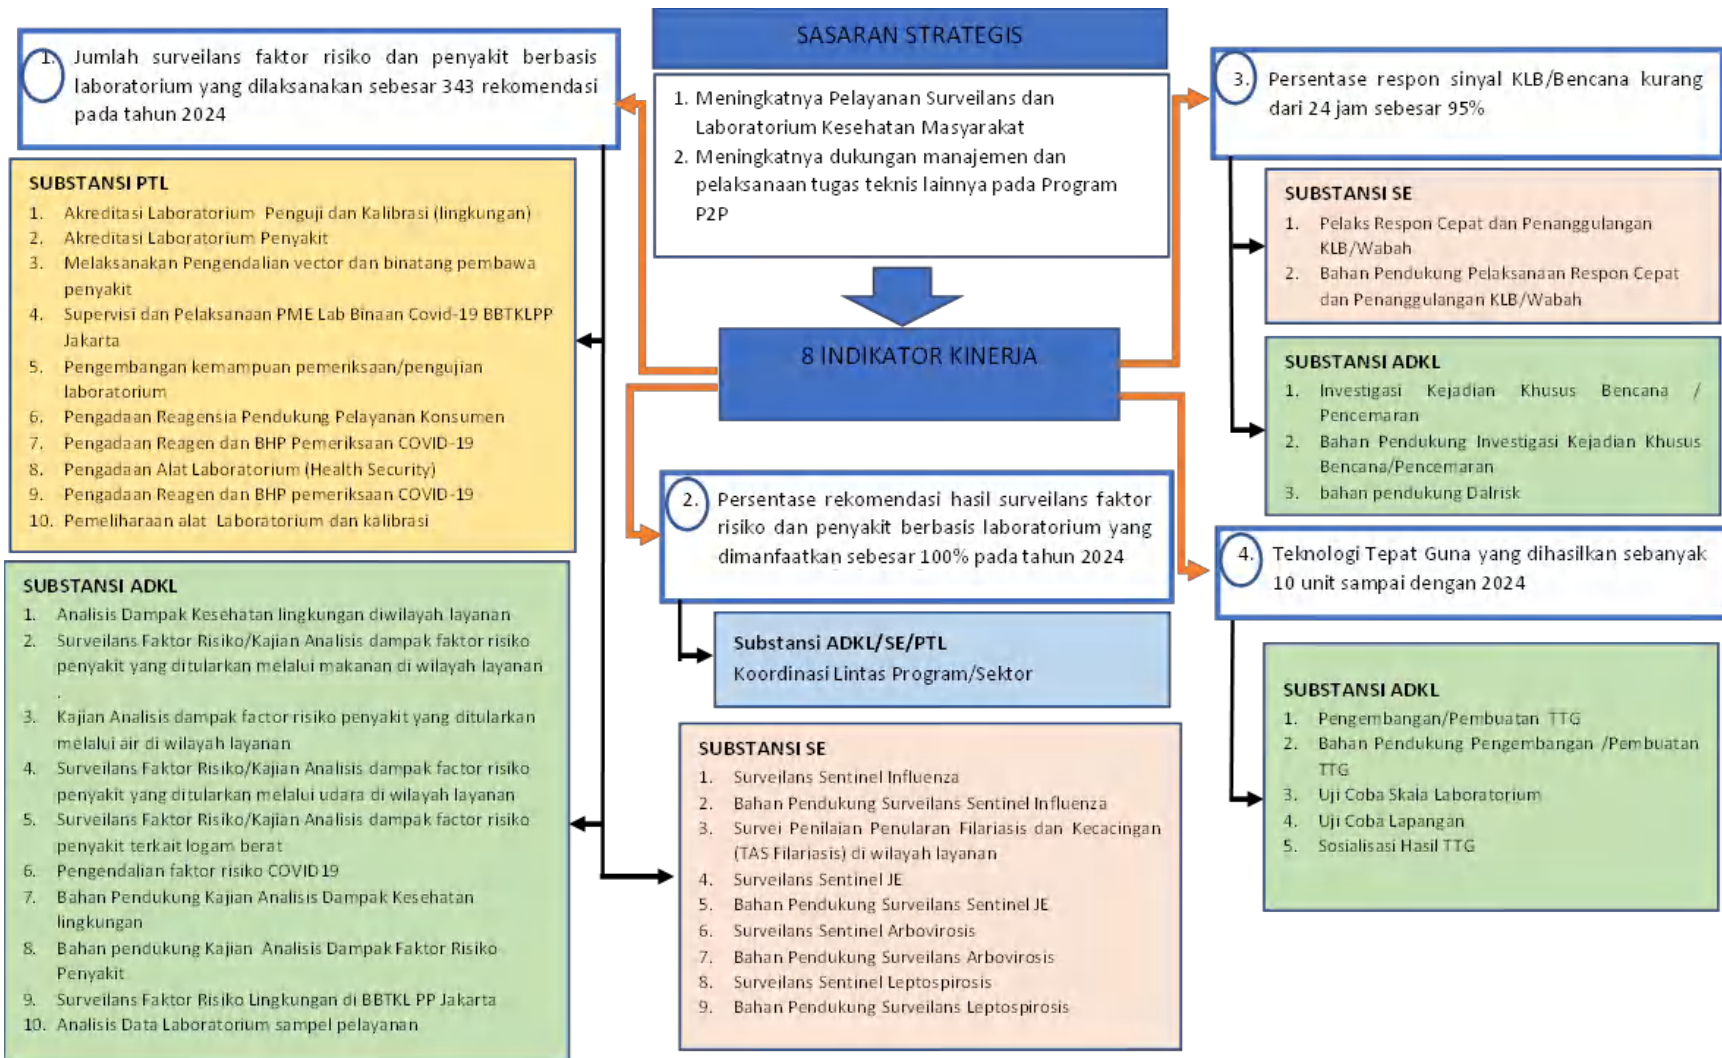 SASARAN STRATEGIS
1. Meningkatnya Pelayanan Surveilans dan
Laboratorium Kesehatan Masyarakat
2. Meningkatnya dukungan manajemen dan
pelaksanaan tugas teknis lainnya pada Program
P2P
8 INDIKATOR KINERJA
1. Jumlah surveilans faktor risiko dan penyakit berbasis
laboratorium yang dilaksanakan sebesar 343 rekomendasi
pada tahun 2024
SUBSTANSI PTL
1. Akreditasi Laboratorium Penguji dan Kalibrasi (lingkungan)
2. Akreditasi Laboratorium Penyakit
3. Melaksanakan Pengendalian vector dan binatang pembawa
penyakit
4. Supervisi dan Pelaksanaan PME Lab Binaan Covid-19 BBTKLPP
Jakarta
5. Pengembangan kemampuan pemeriksaan/pengujian
laboratorium
6. Pengadaan Reagensia Pendukung Pelayanan Konsumen
7. Pengadaan Reagen dan BHP Pemeriksaan COVID-19
8. Pengadaan Alat Laboratorium (Health Security)
9. Pengadaan Reagen dan BHP pemeriksaan COVID-19
10. Pemeliharaan alat Laboratorium dan kalibrasi
SUBSTANSI ADKL
1. Analisis Dampak Kesehatan lingkungan diwilayah layanan
2. Surveilans Faktor Risiko/Kajian Analisis dampak faktor risiko
penyakit yang ditularkan melalui makanan di wilayah layanan
.
3. Kajian Analisis dampak factor risiko penyakit yang ditularkan
melalui air di wilayah layanan
4. Surveilans Faktor Risiko/Kajian Analisis dampak factor risiko
penyakit yang ditularkan melalui udara di wilayah layanan
5. Surveilans Faktor Risiko/Kajian Analisis dampak factor risiko
penyakit terkait logam berat
6. Pengendalian faktor risiko COVID19
7. Bahan Pendukung Kajian Analisis Dampak Kesehatan
lingkungan
8. Bahan pendukung Kajian Analisis Dampak Faktor Risiko
Penyakit
9. Surveilans Faktor Risiko Lingkungan di BBTKL PP Jakarta
10. Analisis Data Laboratorium sampel pelayanan
2. Persentase rekomendasi hasil surveilans faktor
risiko dan penyakit berbasis laboratorium yang
dimanfaatkan sebesar 100% pada tahun 2024
Substansi ADKL/SE/PTL
Koordinasi Lintas Program/Sektor
SUBSTANSI SE
1. Surveilans Sentinel Influenza
2. Bahan Pendukung Surveilans Sentinel Influenza
3. Survei Penilaian Penularan Filariasis dan Kecacingan
(TAS Filariasis) di wilayah layanan
4. Surveilans Sentinel JE
5. Bahan Pendukung Surveilans Sentinel JE
6. Surveilans Sentinel Arbovirosis
7. Bahan Pendukung Surveilans Arbovirosis
8. Surveilans Sentinel Leptospirosis
9. Bahan Pendukung Surveilans Leptospirosis
3. Persentase respon sinyal KLB/Bencana kurang
dari 24 jam sebesar 95%
SUBSTANSI SE
1. Pelaks Respon Cepat dan Penanggulangan
KLB/Wabah
2. Bahan Pendukung Pelaksanaan Respon Cepat
dan Penanggulangan KLB/Wabah
SUBSTANSI ADKL
1. Investigasi Kejadian Khusus Bencana /
Pencemaran
2. Bahan Pendukung Investigasi Kejadian Khusus
Bencana/Pencemaran
3. bahan pendukung Dalrisk
4. Teknologi Tepat Guna yang dihasilkan sebanyak
10 unit sampai dengan 2024
SUBSTANSI ADKL
1. Pengembangan/Pembuatan TTG
2. Bahan Pendukung Pengembangan /Pembuatan
TTG
3. Uji Coba Skala Laboratorium
4. Uji Coba Lapangan
5. Sosialisasi Hasil TTG